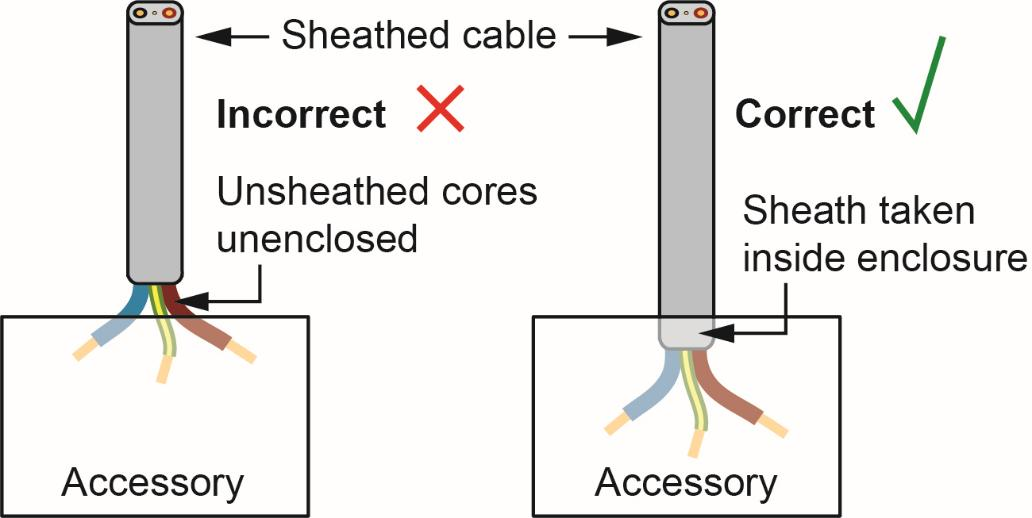 Sheathed cable
Incorrect
Correct
Unsheathed cores
unenclosed
Sheath taken
inside enclosure
Accessory
Accessory